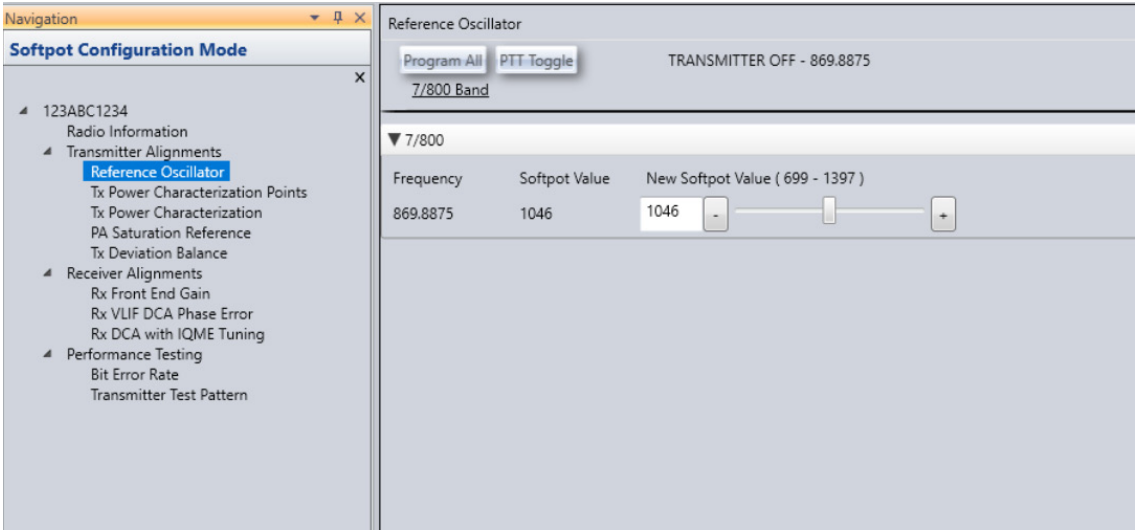 Navigation
Softpot Configuration Mode
x
123ABC1234
Radio Information
Transmitter Alignments
Reference Oscillator
Tx Power Characterization Points
Tx Power Characterization
PA Saturation Reference
Tx Deviation Balance
Receiver Alignments
Rx Front End Gain
Rx VLIF DCA Phase Error
Rx DCA with IQME Tuning
Performance Testing
Bit Error Rate
Transmitter Test Pattern
Reference Oscillator
Program All PTT Toggle TRANSMITTER OFF - 869.8875
7/800 Band
7/800
Frequency Softpot Value New Softpot Value ( 699 - 1397 )
869.8875 1046 1046 - +